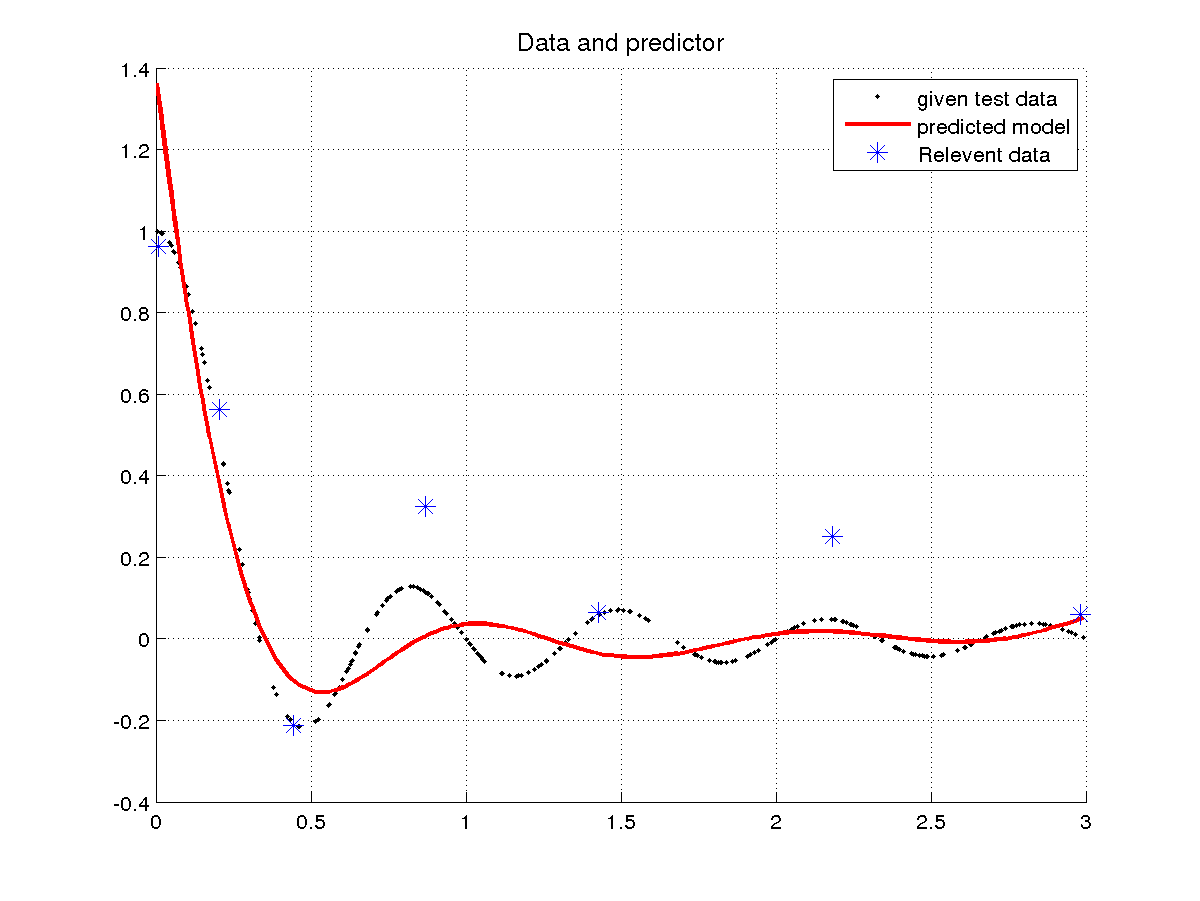 Data and predictor
given test data
predicted model
Relevent data
1.4
1.2
1
0.8
0.6
0.4
0.2
0
-0.2
-0.4
0 0.5 1 1.5 2 2.5 3